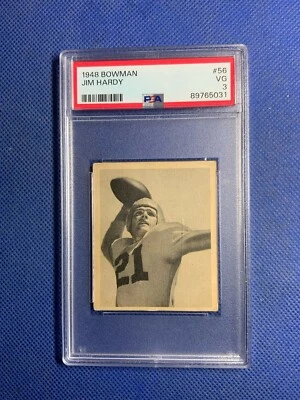 1948 BOWMAN #56
JIM HARDY VG
3
PSA 89765031
21